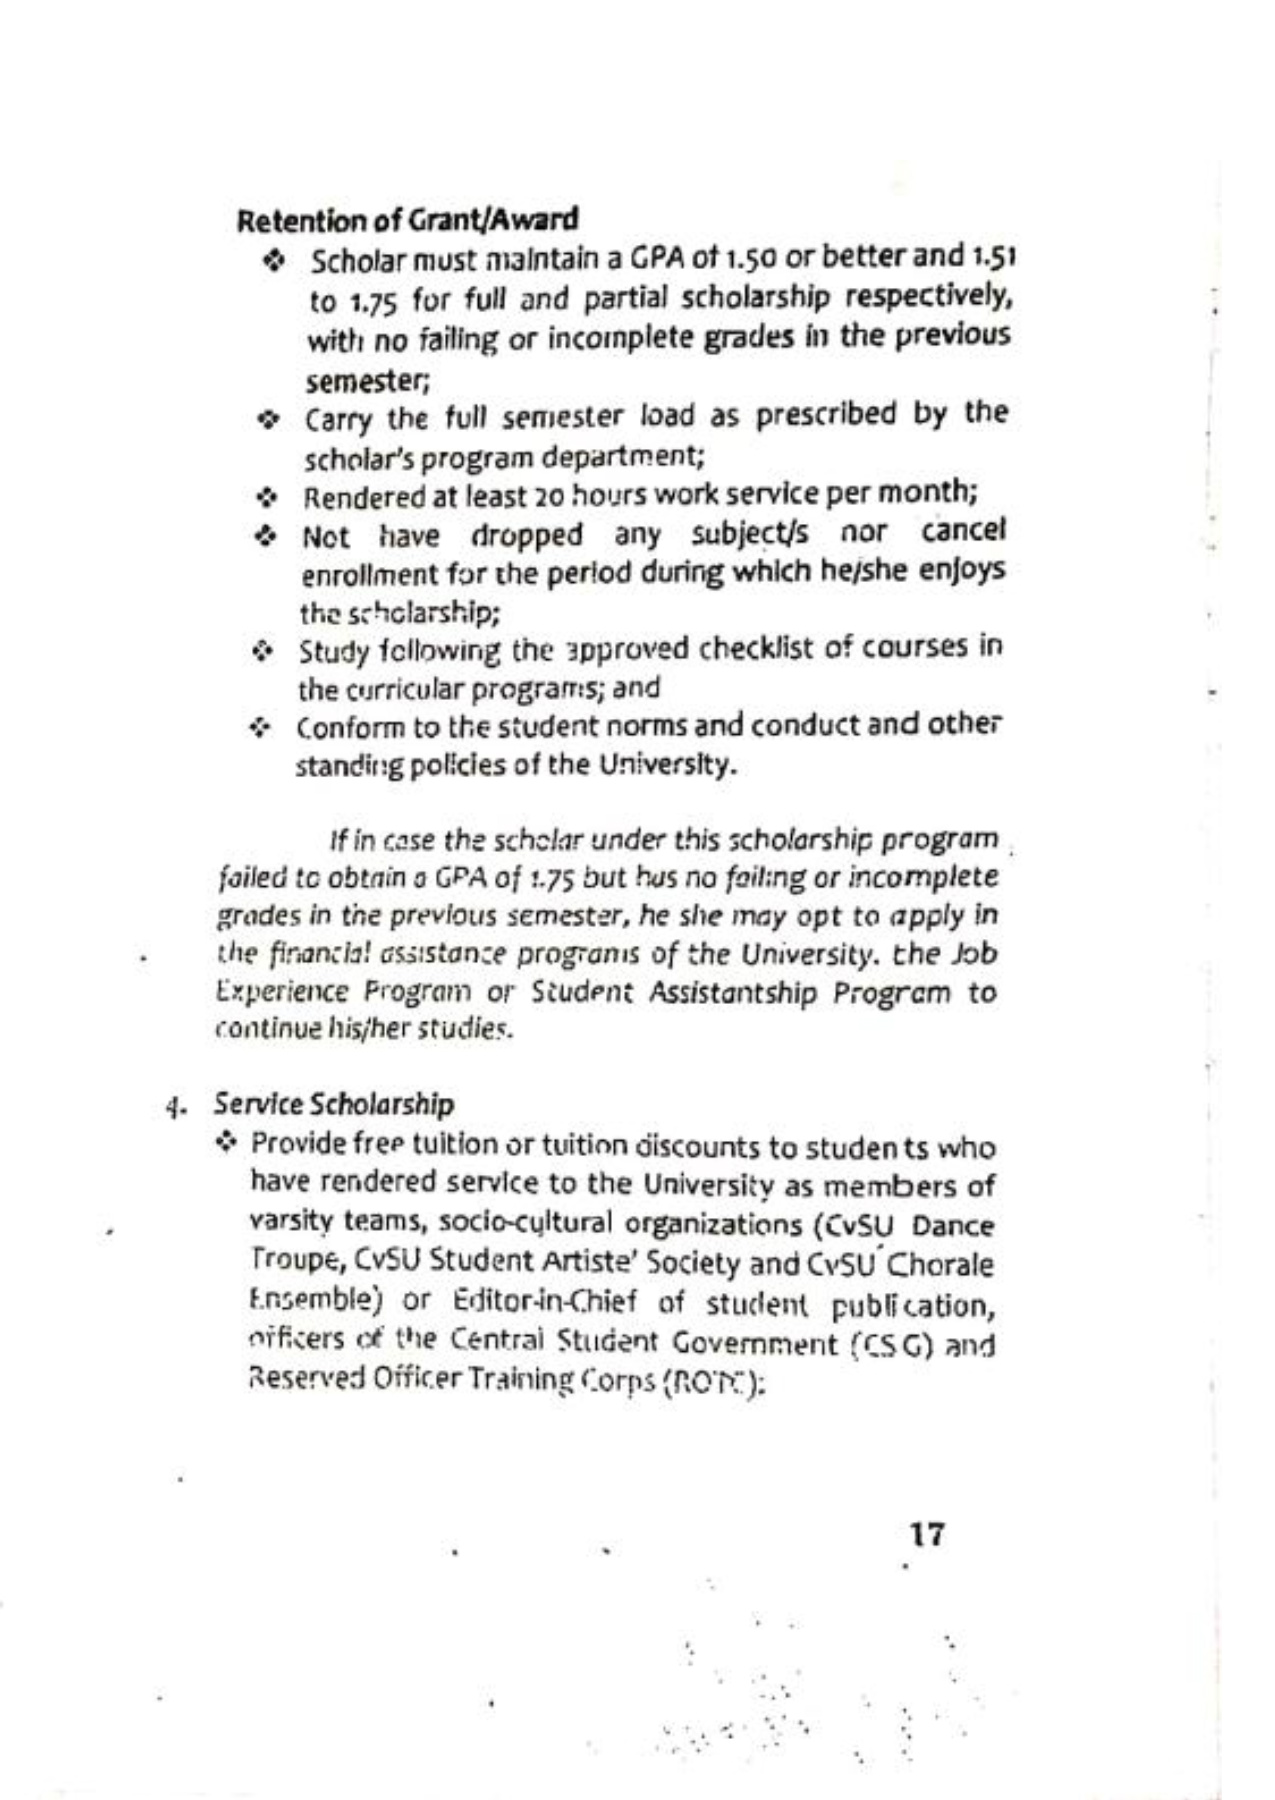 Retention of Grant/Award
❖ Scholar must maintain a GPA of 1.50 or better and 1.51
to 1.75 for full and partial scholarship respectively,
with no failing or incomplete grades in the previous
semester;
❖ Carry the full semester load as prescribed by the
scholar's program department;
❖ Rendered at least 20 hours work service per month;
❖ Not have dropped any subject/s nor cancel
enrollment for the period during which he/she enjoys
the scholarship;
❖ Study following the approved checklist of courses in
the curricular programs; and
❖ Conform to the student norms and conduct and other
standing policies of the University.
If in case the scholar under this scholarship program
failed to obtain a GPA of 1.75 but has no failing or incomplete
grades in the previous semester, he she may opt to apply in
the financial assistance programs of the University. the Job
Experience Program or Student Assistantship Program to
continue his/her studies.
4. Service Scholarship
❖ Provide free tuition or tuition discounts to students who
have rendered service to the University as members of
varsity teams, socio-cultural organizations (CvSU Dance
Troupe, CvSU Student Artiste' Society and CvSU Chorale
Ensemble) or Editor-in-Chief of student publication,
officers of the Central Student Government (CSG) and
Reserved Officer Training Corps (ROTC):
17